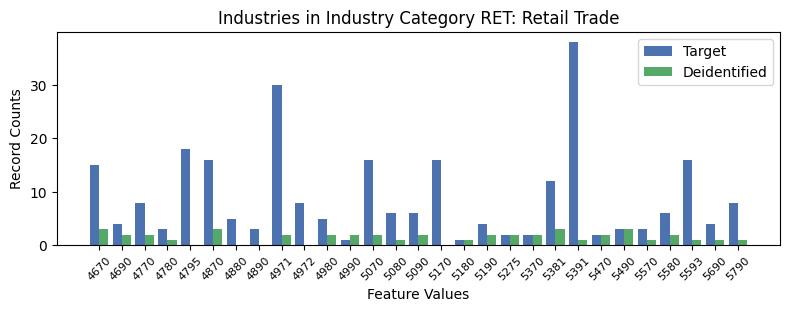 Industries in Industry Category RET: Retail Trade
Target
Deidentified
Record Counts
30
20
10
0
4670 4690 4770 4780 4795 4870 4880 4890 4971 4972 4980 4990 5070 5080 5090 5170 5180 5190 5275 5370 5381 5391 5470 5490 5570 5580 5593 5690 5790
Feature Values